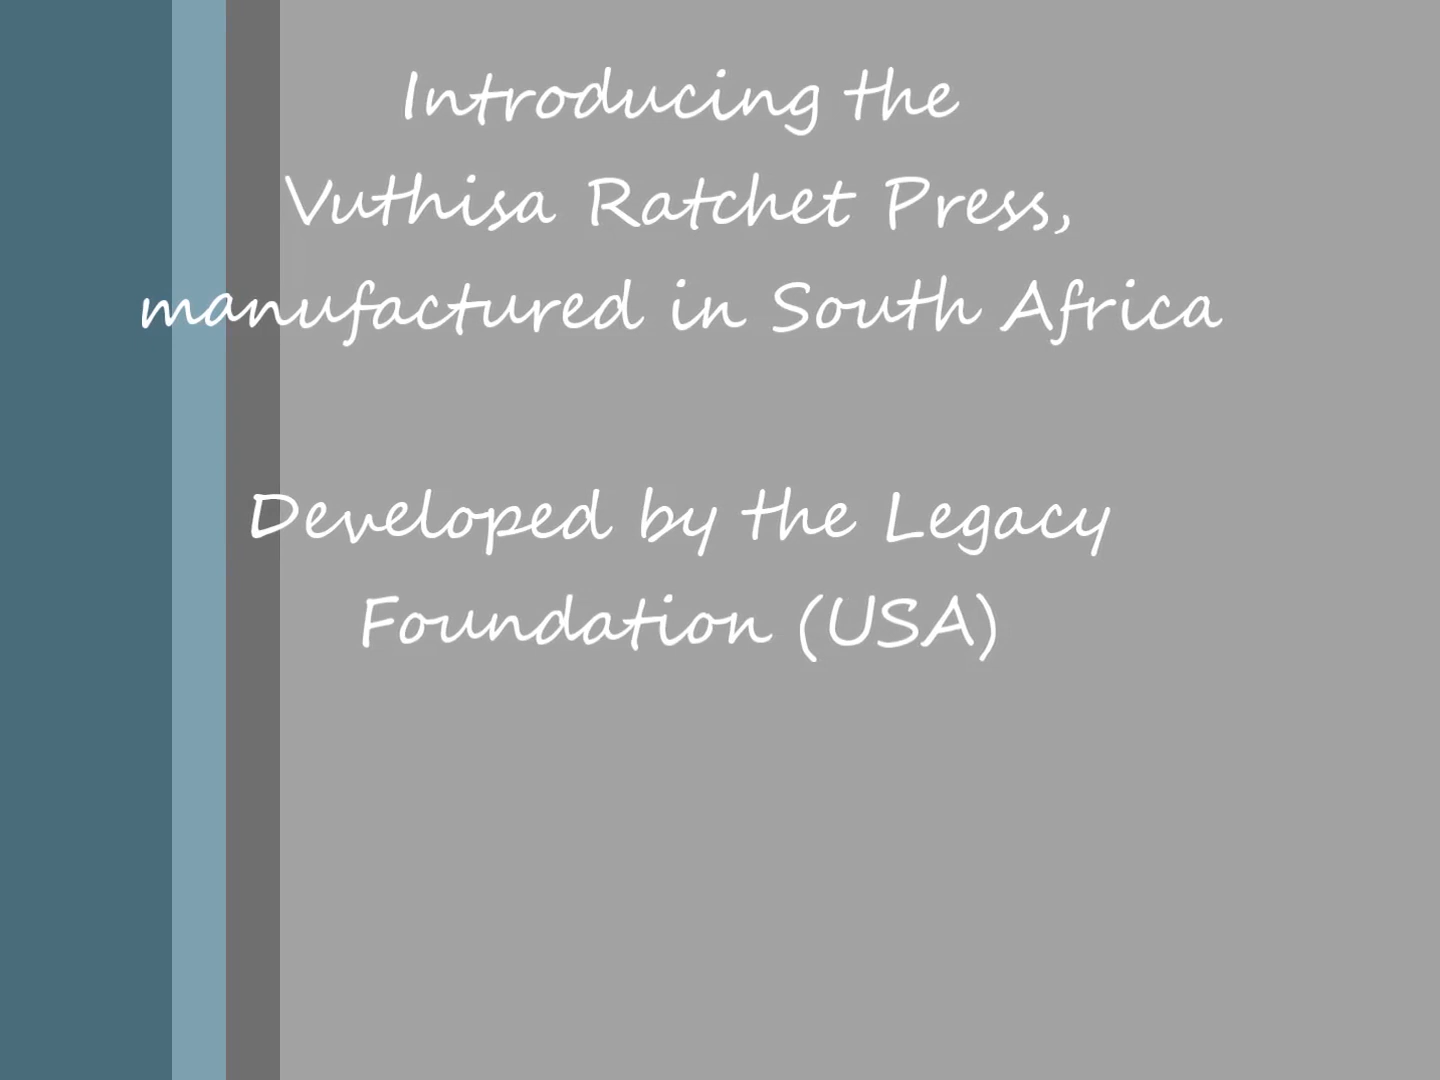 Introducing the
Vuthisa Ratchet Press,
manufactured in South Africa
Developed by the Legacy
Foundation (USA)